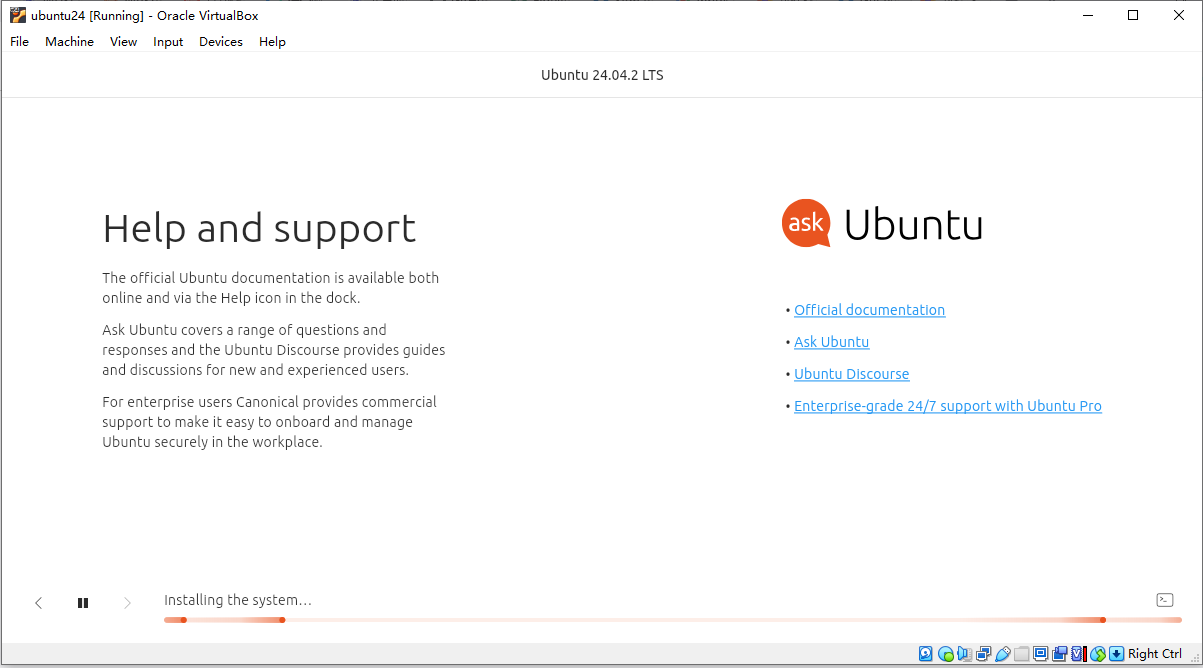 ubuntu24 [Running] - Oracle VirtualBox
File Machine View Input Devices Help
Ubuntu 24.04.2 LTS
Help and support
The official Ubuntu documentation is available both
online and via the Help icon in the dock.
Ask Ubuntu covers a range of questions and
responses and the Ubuntu Discourse provides guides
and discussions for new and experienced users.
For enterprise users Canonical provides commercial
support to make it easy to onboard and manage
Ubuntu securely in the workplace.
ask Ubuntu
• Official documentation
• Ask Ubuntu
• Ubuntu Discourse
• Enterprise-grade 24/7 support with Ubuntu Pro
Installing the system...
Right Ctrl